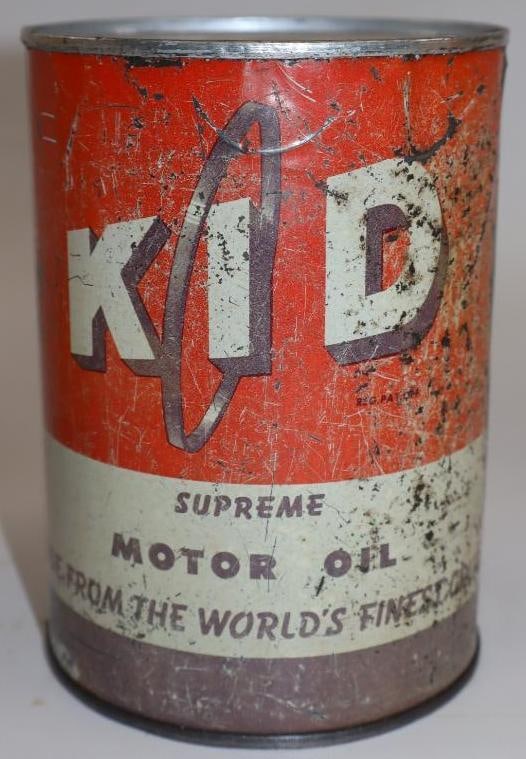 KID
REG. PAT. OFF.
SUPREME
MOTOR OIL
FROM THE WORLD'S FINEST